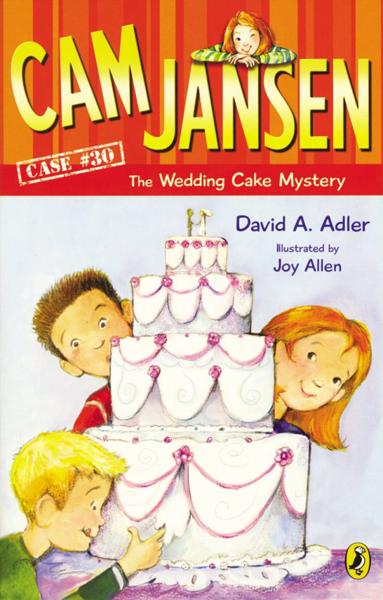 CAM
JANSEN
CASE #30
The Wedding Cake Mystery
David A. Adler
Illustrated by
Joy Allen